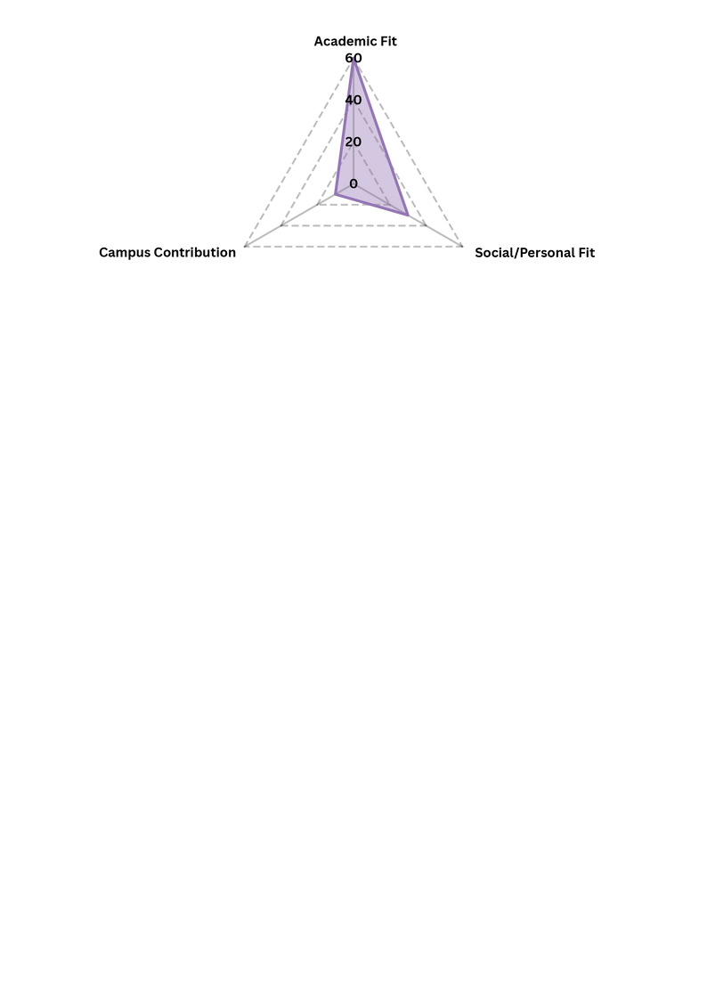 Academic Fit
60
40
20
0
Campus Contribution
Social/Personal Fit